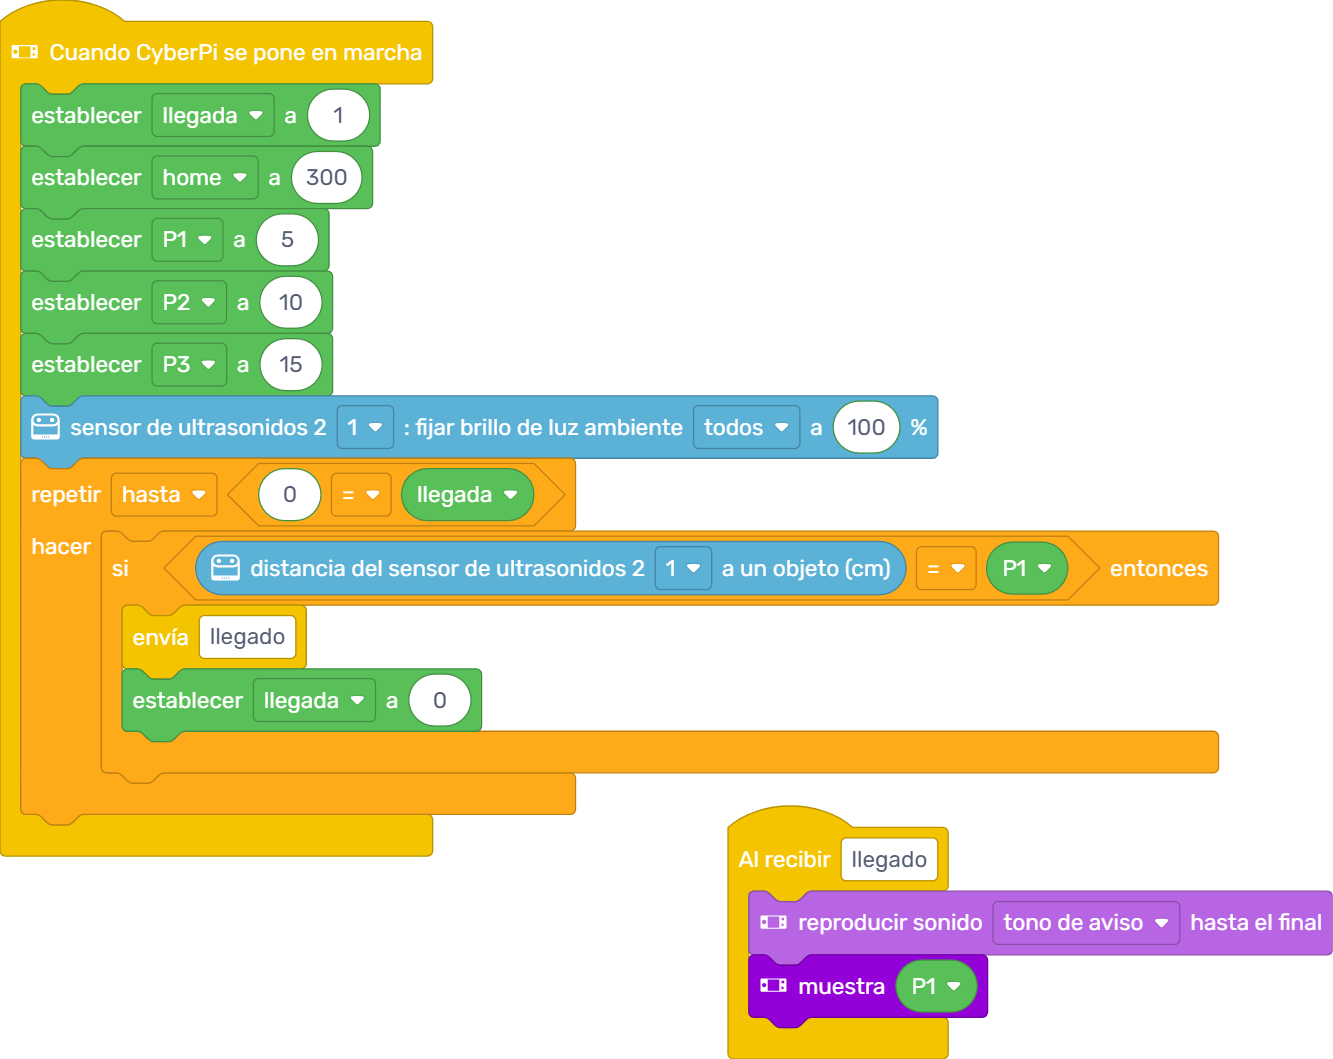 Cuando CyberPi se pone en marcha
establecer llegada a 1
establecer home a 300
establecer P1 a 5
establecer P2 a 10
establecer P3 a 15
sensor de ultrasonidos 2 1 : fijar brillo de luz ambiente todos a 100 %
repetir hasta 0 = llegada
hacer
si distancia del sensor de ultrasonidos 2 1 a un objeto (cm) = P1 entonces
envía llegado
establecer llegada a 0
Al recibir llegado
reproducir sonido tono de aviso hasta el final
muestra P1